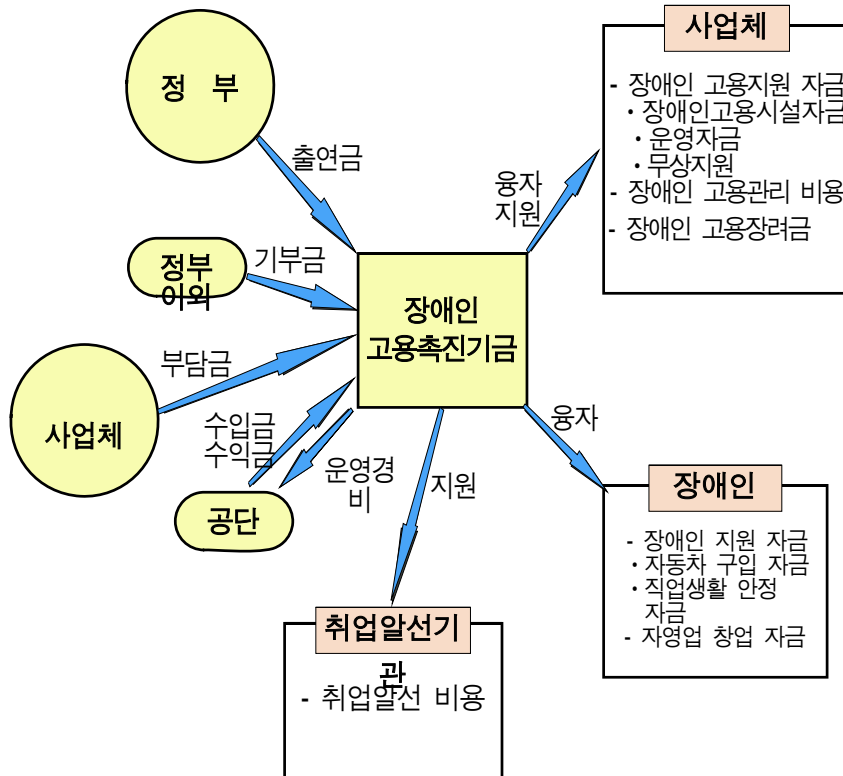 정 부
출연금
정부
이외
기부금
사업체
부담금
수입금
수익금
공단
운영경
비
장애인
고용촉진기금
융자
지원
사업체
- 장애인 고용지원 자금
・장애인고용시설자금
・운영자금
・무상지원
- 장애인 고용관리 비용
- 장애인 고용장려금
융자
장애인
- 장애인 지원 자금
・자동차 구입 자금
・직업생활 안정
자금
- 자영업 창업 자금
지원
취업알선기
관
- 취업알선 비용